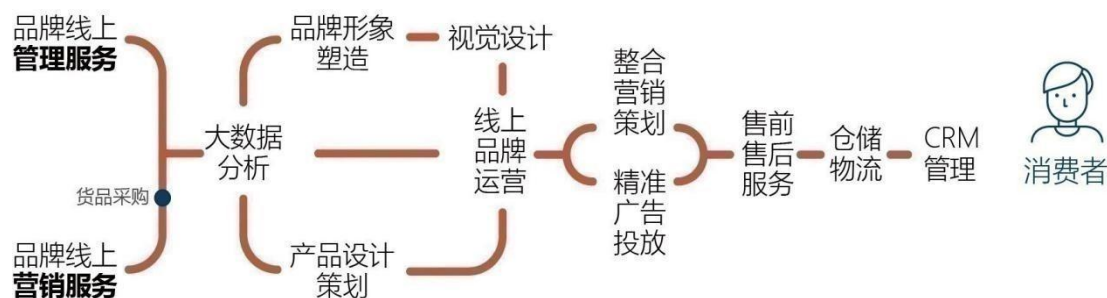 品牌线上
管理服务
货品采购
品牌线上
营销服务
大数据
分析
品牌形象
塑造
视觉设计
产品设计
策划
线上
品牌
运营
整合
营销
策划
精准
广告
投放
售前
售后
服务
仓储
物流
CRM
管理
消费者